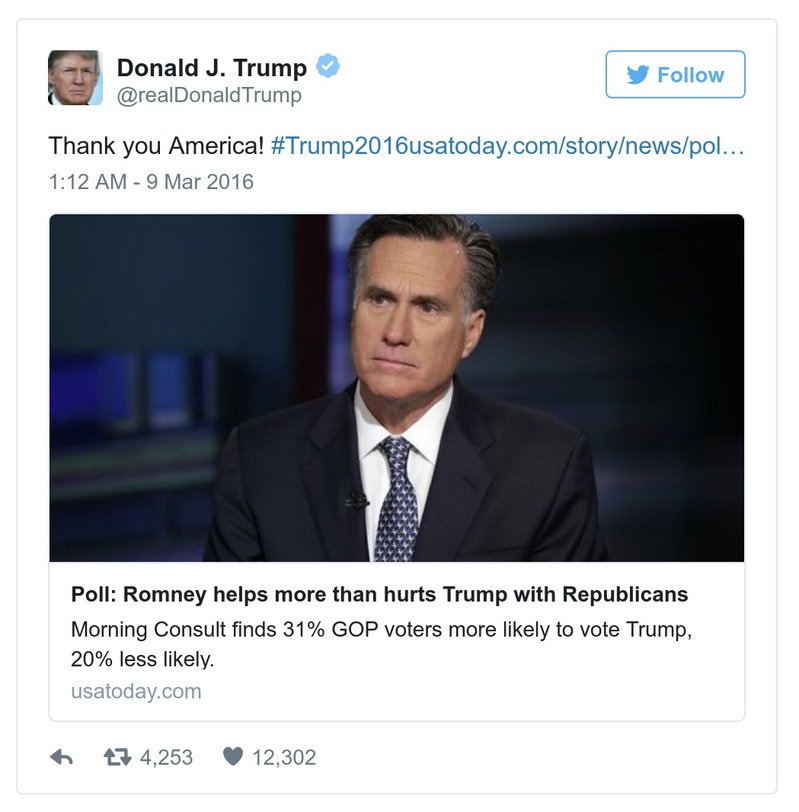 Donald J. Trump
@realDonaldTrump
Follow
Thank you America! #Trump2016usatoday.com/story/news/pol…
1:12 AM - 9 Mar 2016
Poll: Romney helps more than hurts Trump with Republicans
Morning Consult finds 31% GOP voters more likely to vote Trump,
20% less likely.
usatoday.com
4,253
12,302